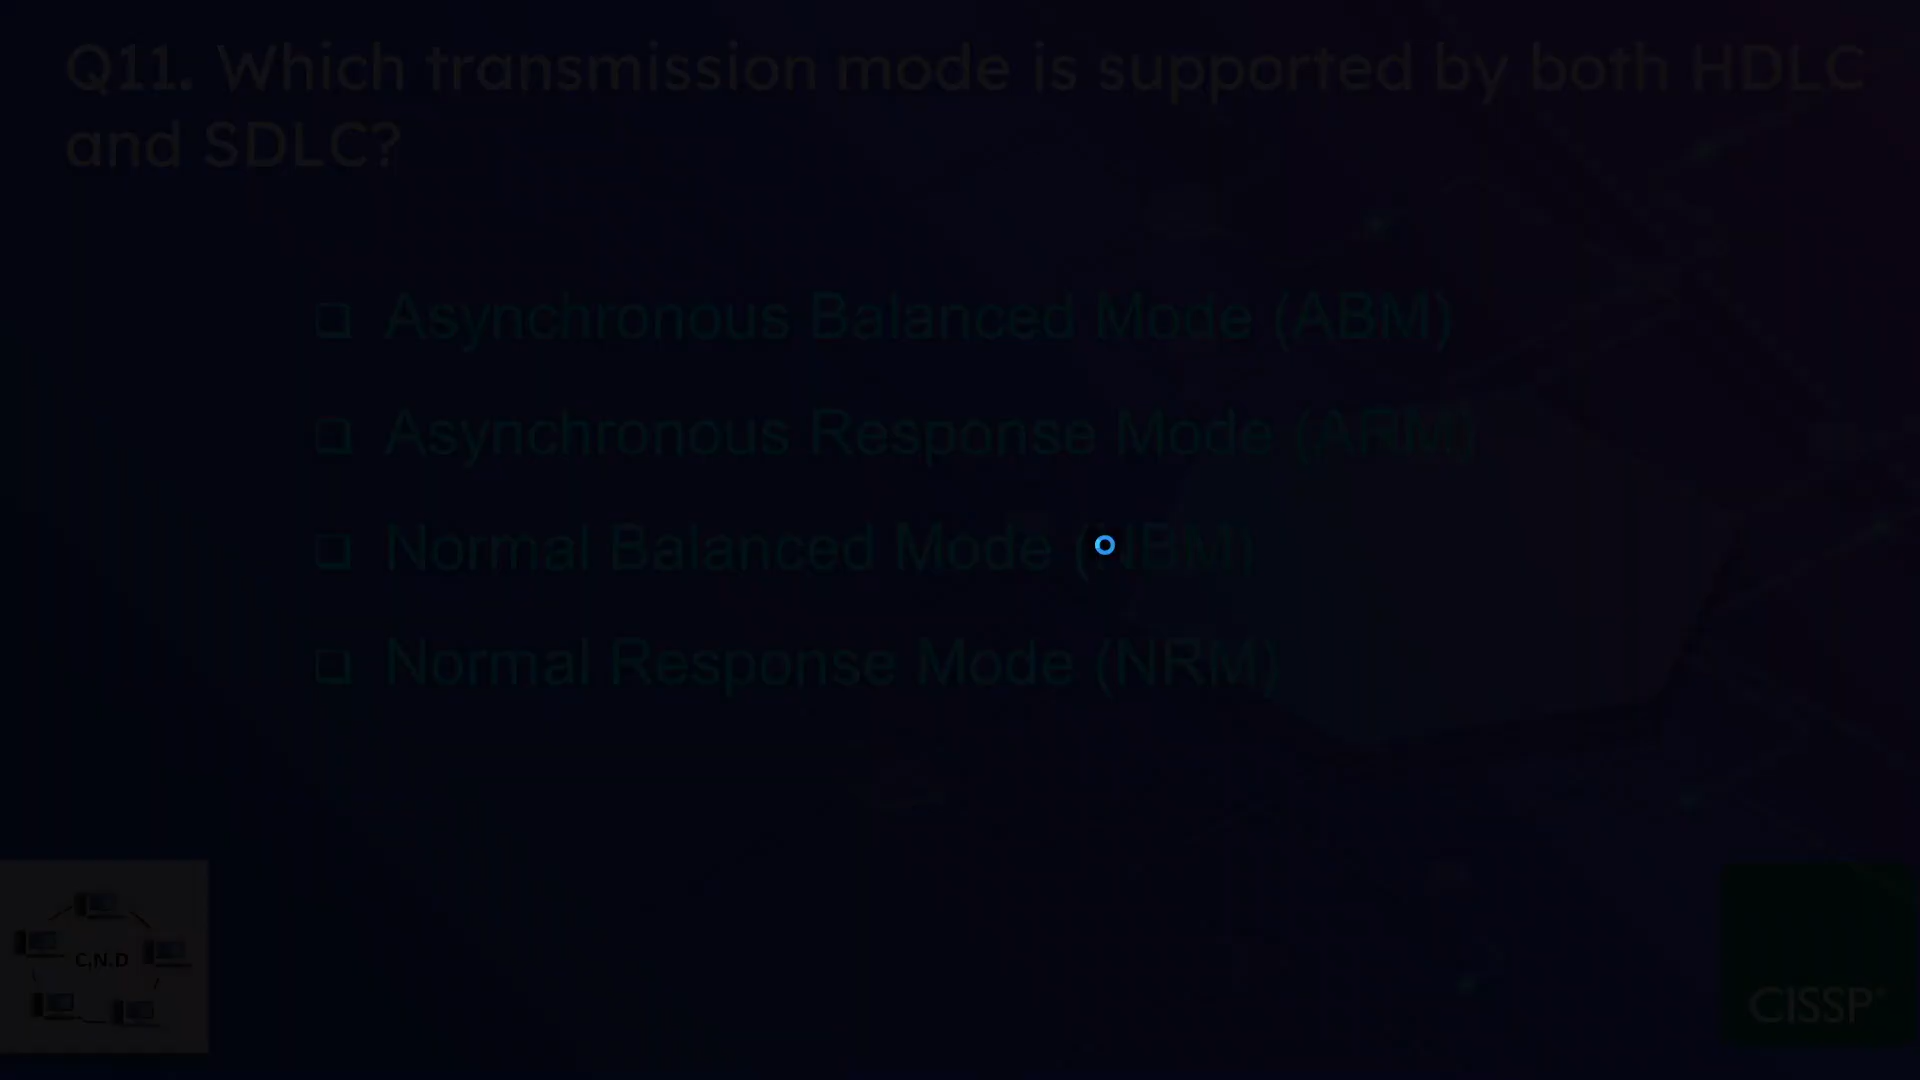 Q11. Which transmission mode is supported by both HDLC
and SDLC?
Asynchronous Balanced Mode (ABM)
Asynchronous Response Mode (ARM)
Normal Balanced Mode (NBM)
Normal Response Mode (NRM)
C.N.D
CISSP